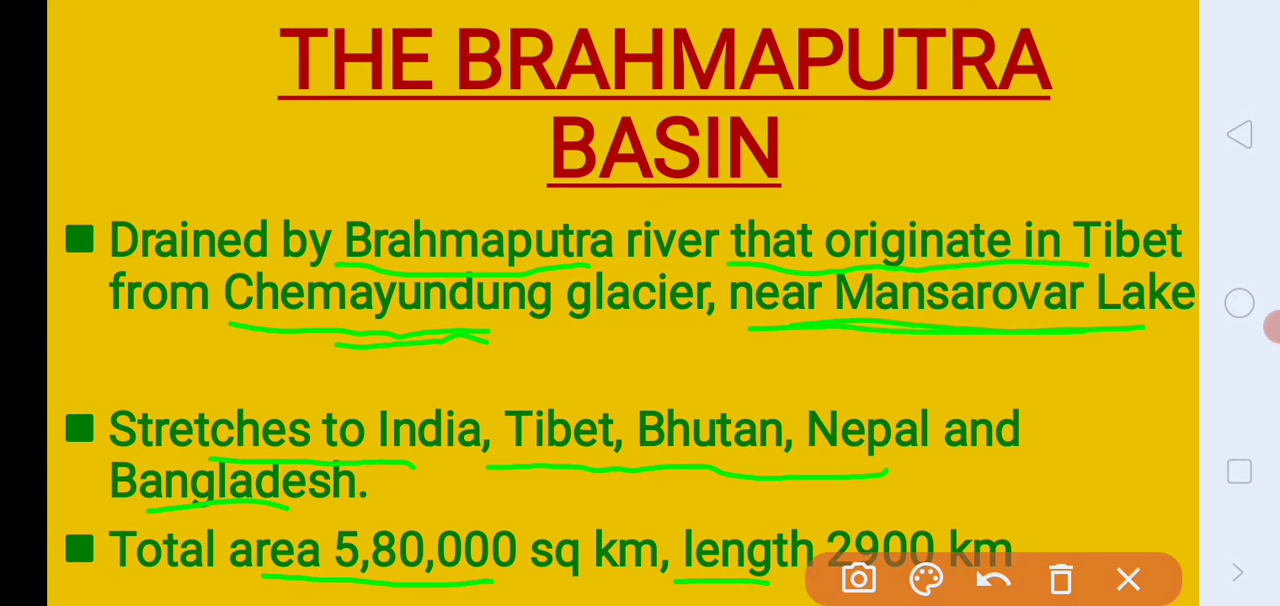 THE BRAHMAPUTRA
BASIN
Drained by Brahmaputra river that originate in Tibet
from Chemayundung glacier, near Mansarovar Lake
Stretches to India, Tibet, Bhutan, Nepal and
Bangladesh.
Total area 5,80,000 sq km, length 2900 km